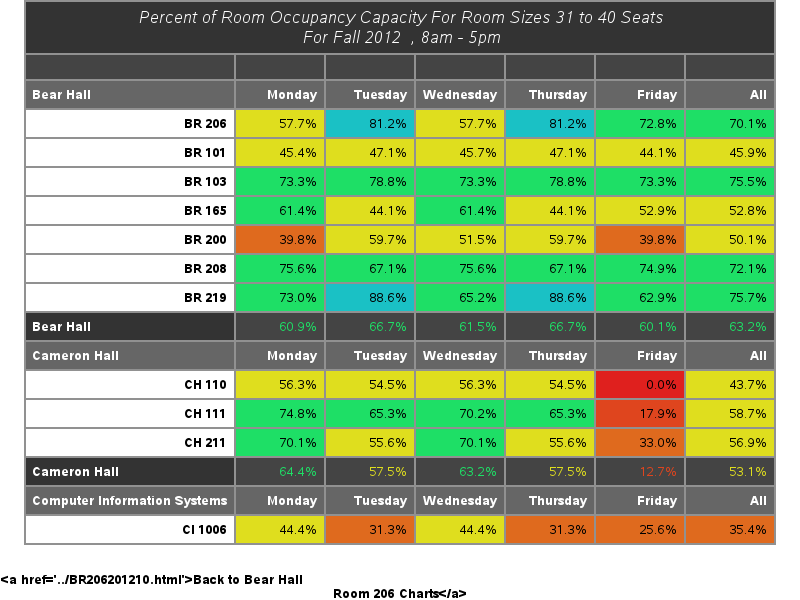 Percent of Room Occupancy Capacity For Room Sizes 31 to 40 Seats
For Fall 2012 , 8am - 5pm
Bear Hall Monday Tuesday Wednesday Thursday Friday All
BR 206 57.7% 81.2% 57.7% 81.2% 72.8% 70.1%
BR 101 45.4% 47.1% 45.7% 47.1% 44.1% 45.9%
BR 103 73.3% 78.8% 73.3% 78.8% 73.3% 75.5%
BR 165 61.4% 44.1% 61.4% 44.1% 52.9% 52.8%
BR 200 39.8% 59.7% 51.5% 59.7% 39.8% 50.1%
BR 208 75.6% 67.1% 75.6% 67.1% 74.9% 72.1%
BR 219 73.0% 88.6% 65.2% 88.6% 62.9% 75.7%
Bear Hall 60.9% 66.7% 61.5% 66.7% 60.1% 63.2%
Cameron Hall Monday Tuesday Wednesday Thursday Friday All
CH 110 56.3% 54.5% 56.3% 54.5% 0.0% 43.7%
CH 111 74.8% 65.3% 70.2% 65.3% 17.9% 58.7%
CH 211 70.1% 55.6% 70.1% 55.6% 33.0% 56.9%
Cameron Hall 64.4% 57.5% 63.2% 57.5% 12.7% 53.1%
Computer Information Systems Monday Tuesday Wednesday Thursday Friday All
CI 1006 44.4% 31.3% 44.4% 31.3% 25.6% 35.4%
<a href='../BR206201210.html'>Back to Bear Hall
Room 206 Charts</a>